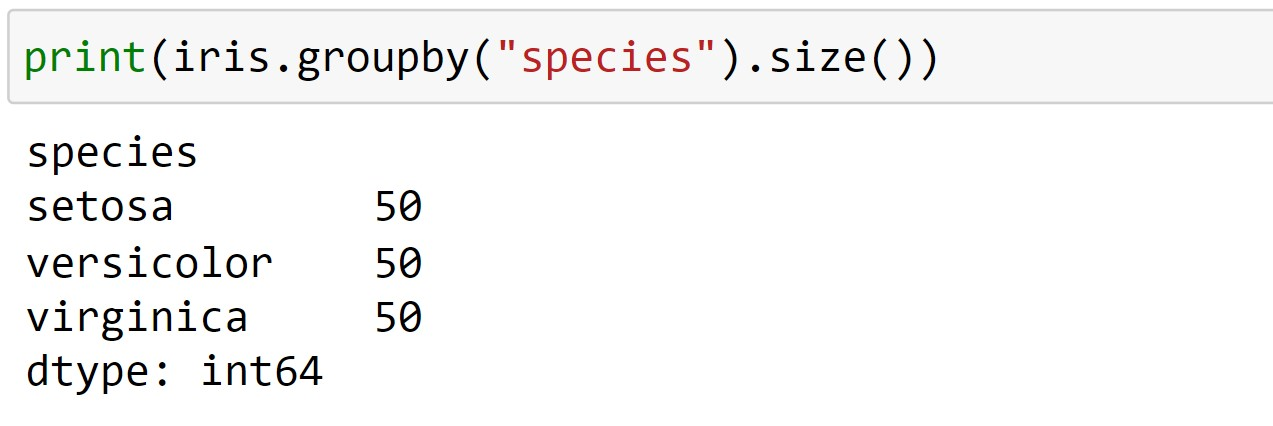 print(iris.groupby("species").size())
species
setosa        50
versicolor    50
virginica     50
dtype: int64